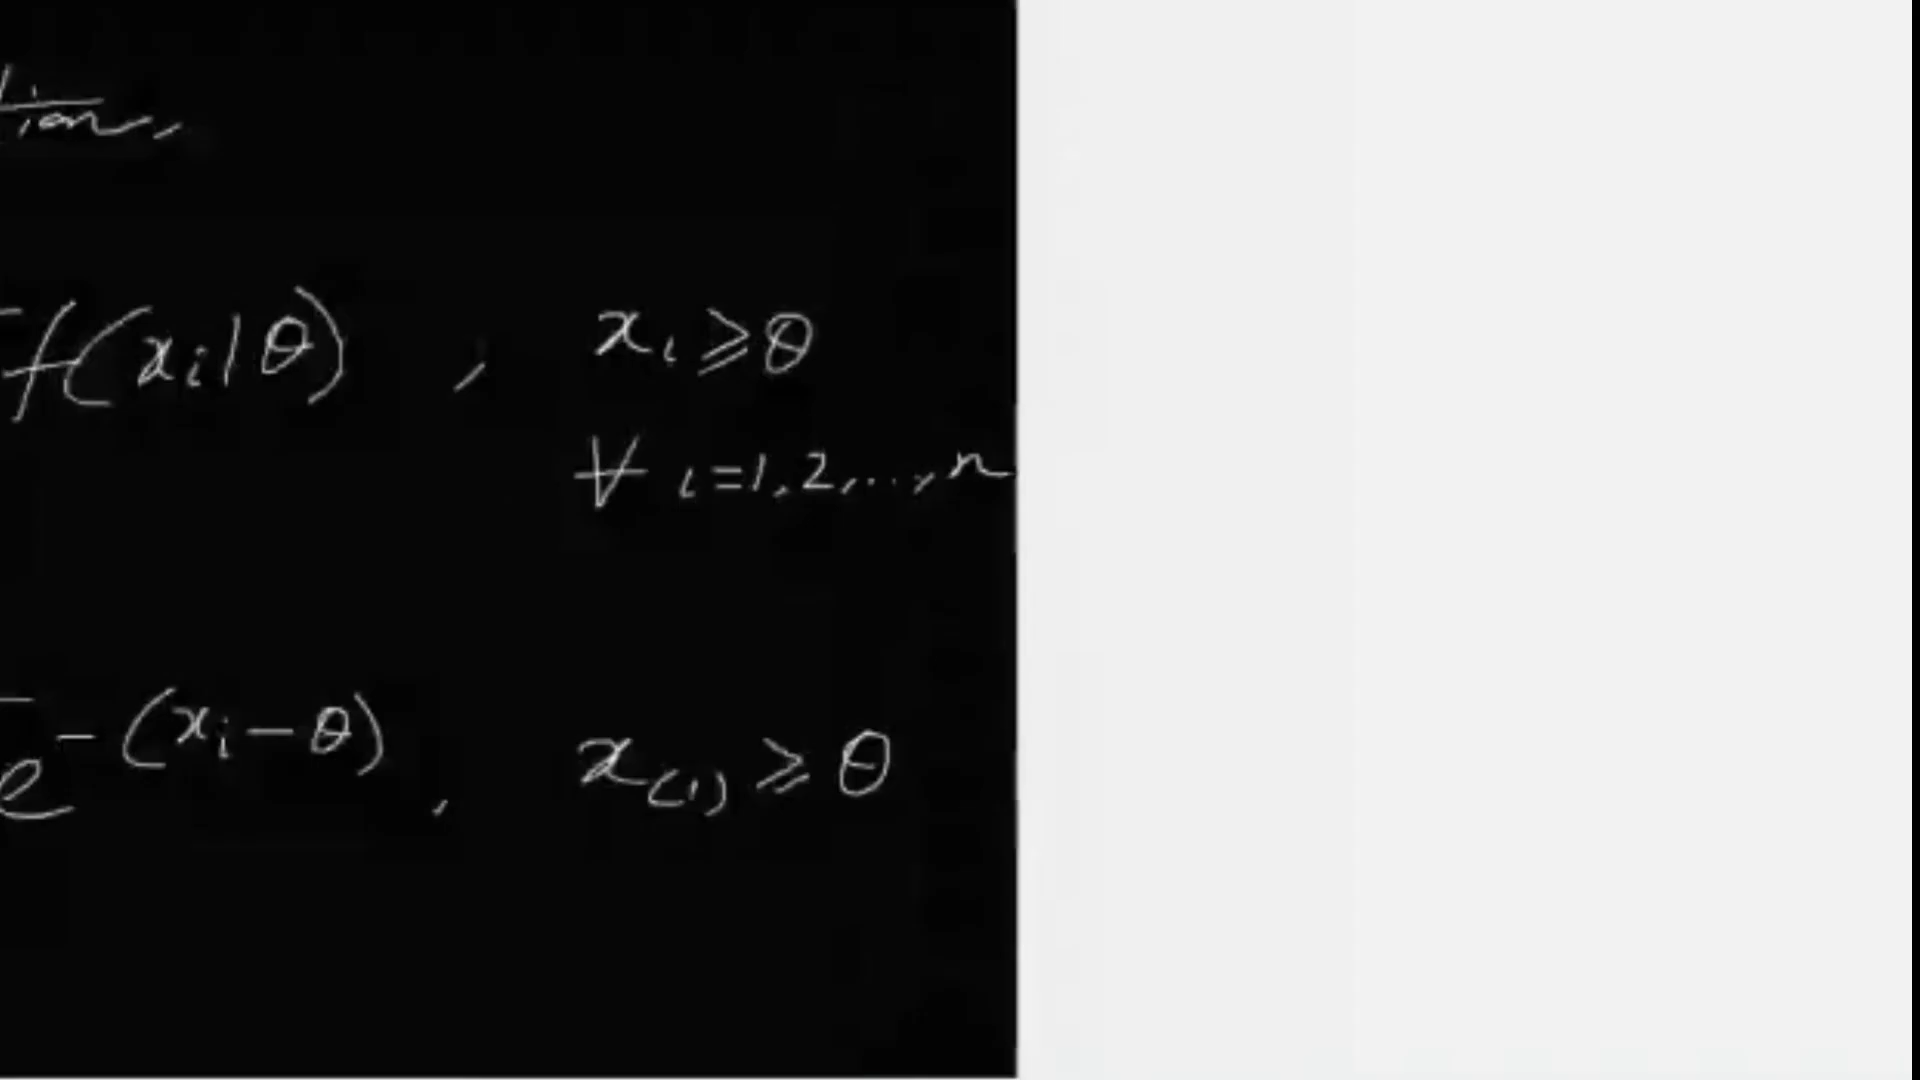 tion,
f(xᵢ|θ) , xᵢ ⩾ θ
∀ i=1,2,...,n
e^-(xᵢ-θ) , x₍₁₎ ⩾ θ